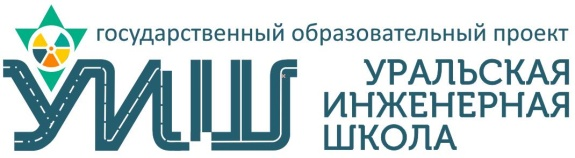 государственный образовательный проект
УИШ
УРАЛЬСКАЯ
ИНЖЕНЕРНАЯ
ШКОЛА